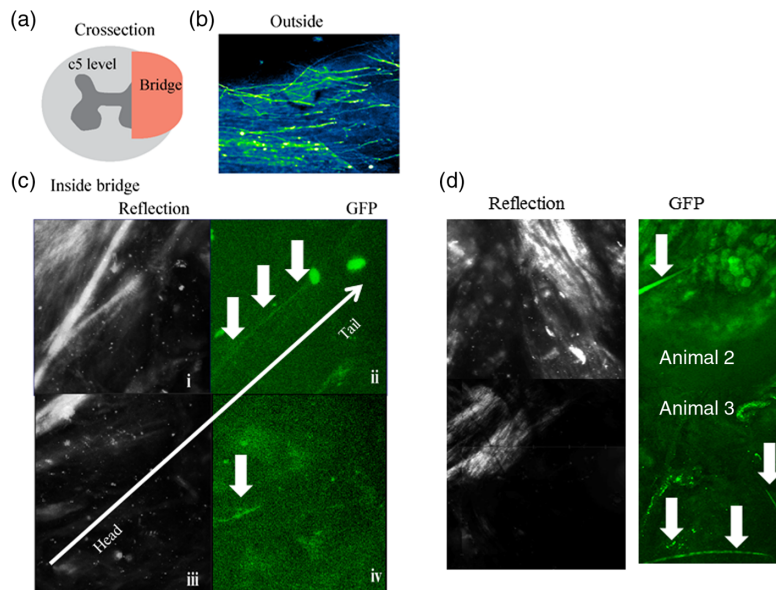 (a)
Crossection
c5 level
Bridge
(b)
Outside
(c)
Inside bridge
Reflection
GFP
i
ii
Tail
Head
iii
iv
(d)
Reflection
GFP
Animal 2
Animal 3